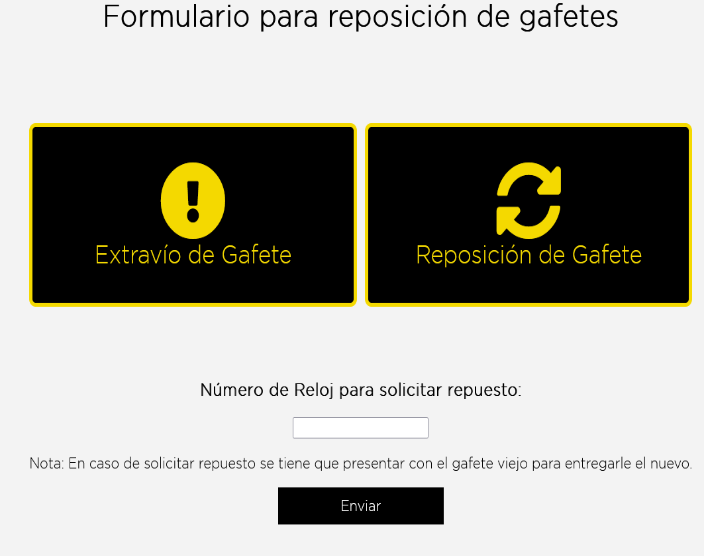 Formulario para reposición de gafetes
Extravío de Gafete
Reposición de Gafete
Número de Reloj para solicitar repuesto:
Nota: En caso de solicitar repuesto se tiene que presentar con el gafete viejo para entregarle el nuevo.
Enviar